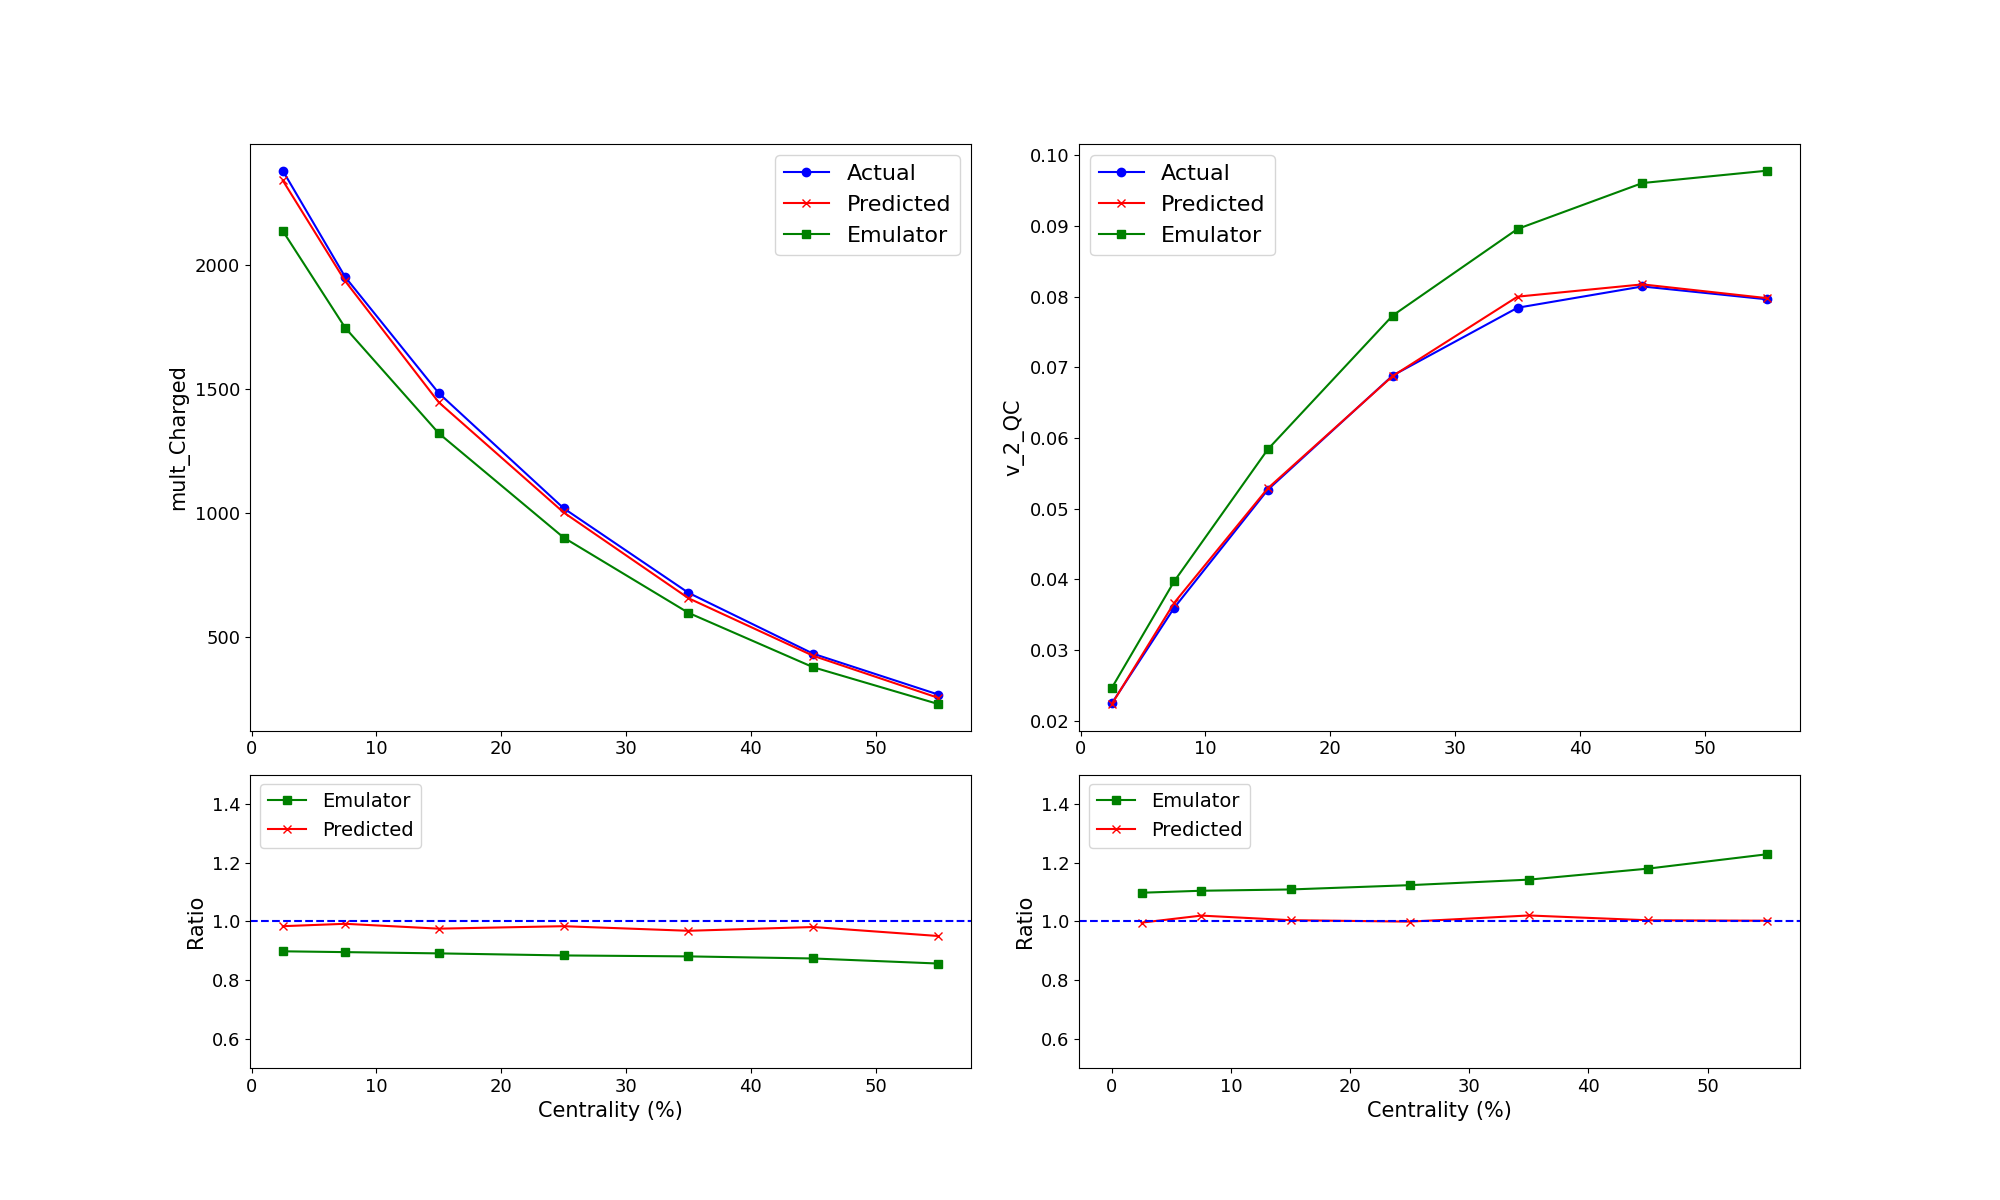 Actual
Predicted
Emulator
mult_Charged
2000
1500
1000
500
0 10 20 30 40 50
Actual
Predicted
Emulator
v_2_QC
0.10
0.09
0.08
0.07
0.06
0.05
0.04
0.03
0.02
0 10 20 30 40 50
Emulator
Predicted
Ratio
1.4
1.2
1.0
0.8
0.6
0 10 20 30 40 50
Centrality (%)
Emulator
Predicted
Ratio
1.4
1.2
1.0
0.8
0.6
0 10 20 30 40 50
Centrality (%)